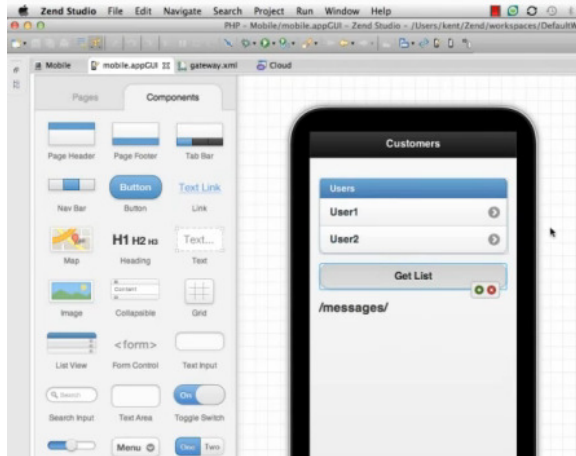 Zend Studio File Edit Navigate Search Project Run Window Help
PHP - Mobile/mobile.appGUI - Zend Studio - /Users/kent/Zend/workspaces/DefaultW
Mobile mobile.appGUI gateway.xml Cloud
Pages Components
Page Header Page Footer Tab Bar
Button Text Link
Nav Bar Button Link
H1 H2 H3 Text...
Map Heading Text
Content
Image Collapsible Grid
<form>
List View Form Control Text Input
Search On
Search Input Text Area Toggle Switch
Menu One Two
Customers
Users
User1
User2
Get List
/messages/